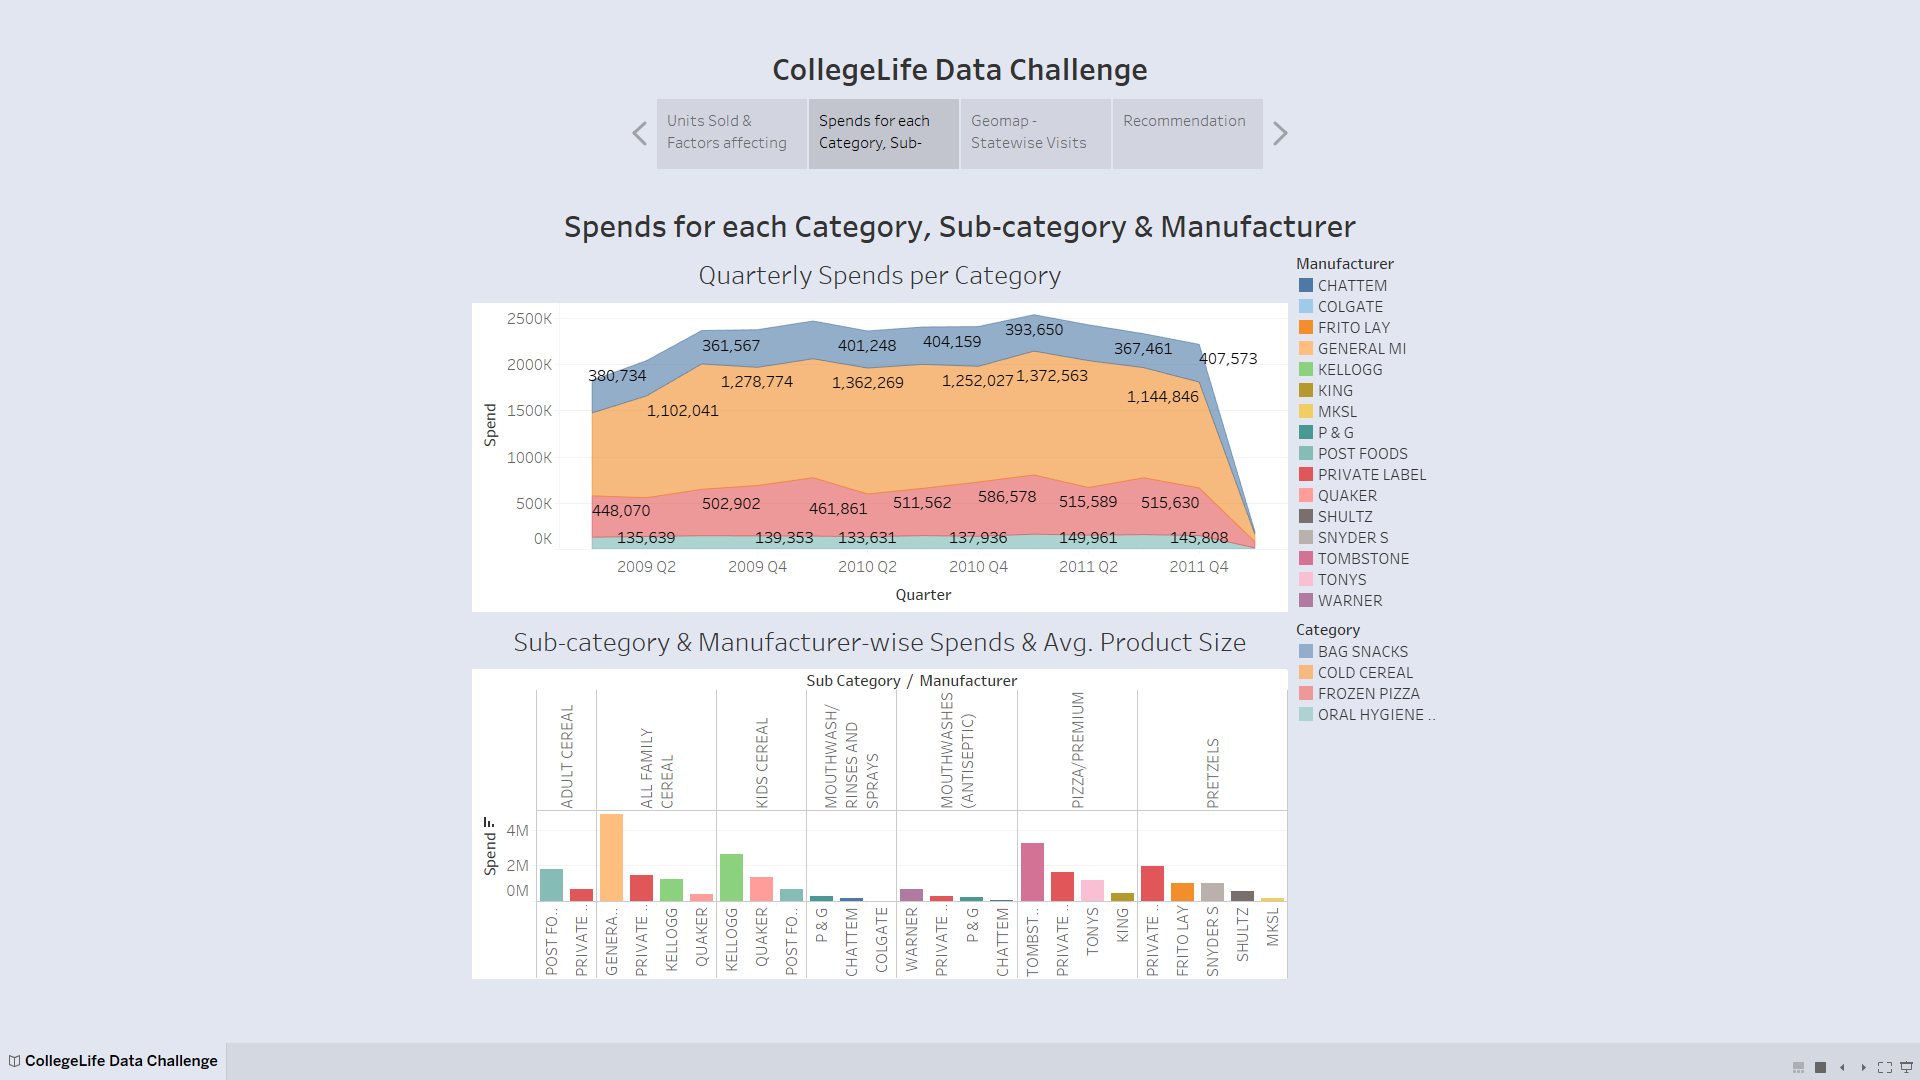 CollegeLife Data Challenge
Units Sold &
Factors affecting
Spends for each
Category, Sub-
Geomap -
Statewise Visits
Recommendation
Spends for each Category, Sub-category & Manufacturer
Quarterly Spends per Category
2500K
2000K
1500K
1000K
500K
0K
Spend
380,734
361,567
401,248
404,159
393,650
367,461
407,573
1,102,041
1,278,774
1,362,269
1,252,027
1,372,563
1,144,846
448,070
502,902
461,861
511,562
586,578
515,589
515,630
135,639
139,353
133,631
137,936
149,961
145,808
2009 Q2
2009 Q4
2010 Q2
2010 Q4
2011 Q2
2011 Q4
Quarter
Manufacturer
CHATTEM
COLGATE
FRITO LAY
GENERAL MI
KELLOGG
KING
MKSL
P & G
POST FOODS
PRIVATE LABEL
QUAKER
SHULTZ
SNYDER S
TOMBSTONE
TONYS
WARNER
Category
BAG SNACKS
COLD CEREAL
FROZEN PIZZA
ORAL HYGIENE ..
Sub-category & Manufacturer-wise Spends & Avg. Product Size
Sub Category / Manufacturer
ADULT CEREAL
ALL FAMILY
CEREAL
KIDS CEREAL
MOUTHWASH/
RINSES AND
SPRAYS
MOUTHWASHES
(ANTISEPTIC)
PIZZA/PREMIUM
PRETZELS
Spend
4M
2M
0M
POST FO..
PRIVATE ..
GENERA..
PRIVATE ..
KELLOGG
QUAKER
KELLOGG
QUAKER
POST FO..
P & G
CHATTEM
COLGATE
WARNER
PRIVATE ..
P & G
CHATTEM
TOMBST..
PRIVATE ..
TONYS
KING
PRIVATE ..
FRITO LAY
SNYDER S
SHULTZ
MKSL
CollegeLife Data Challenge